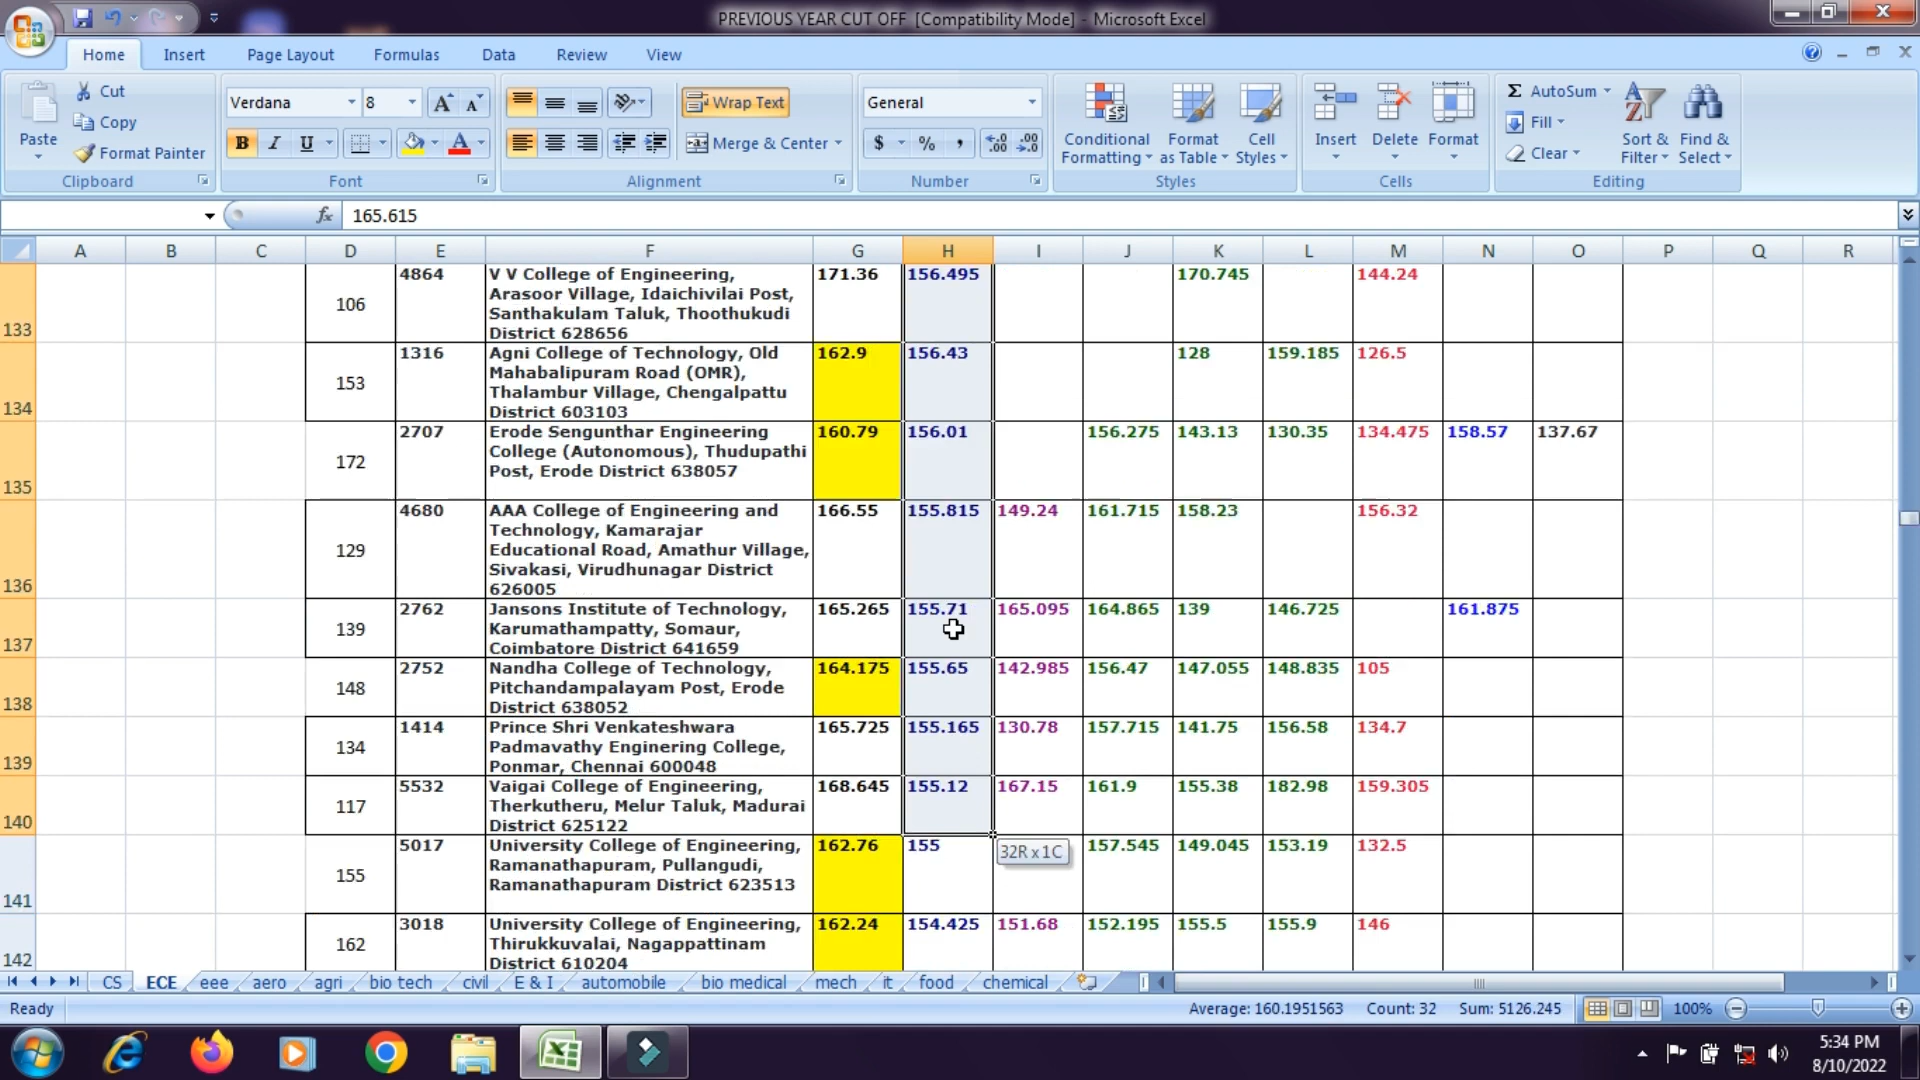 PREVIOUS YEAR CUT OFF [Compatibility Mode] - Microsoft Excel
Home Insert Page Layout Formulas Data Review View
Paste
Cut
Copy
Format Painter
Clipboard
Verdana 8
B I U
Font
Wrap Text
Merge & Center
Alignment
General
$ % ,
Number
Conditional Formatting
Format as Table
Cell Styles
Styles
Insert Delete Format
Cells
Σ AutoSum
Fill
Clear
Sort & Filter
Find & Select
Editing
fx 165.615
A B C D E F G H I J K L M N O P Q R
133 106 4864 V V College of Engineering, 171.36 156.495 170.745 144.24
Arasoor Village, Idaichivilai Post,
Santhakulam Taluk, Thoothukudi
District 628656
134 153 1316 Agni College of Technology, Old 162.9 156.43 128 159.185 126.5
Mahabalipuram Road (OMR),
Thalambur Village, Chengalpattu
District 603103
135 172 2707 Erode Sengunthar Engineering 160.79 156.01 156.275 143.13 130.35 134.475 158.57 137.67
College (Autonomous), Thudupathi
Post, Erode District 638057
136 129 4680 AAA College of Engineering and 166.55 155.815 149.24 161.715 158.23 156.32
Technology, Kamarajar
Educational Road, Amathur Village,
Sivakasi, Virudhunagar District
626005
137 139 2762 Jansons Institute of Technology, 165.265 155.71 165.095 164.865 139 146.725 161.875
Karumathampatty, Somaur,
Coimbatore District 641659
138 148 2752 Nandha College of Technology, 164.175 155.65 142.985 156.47 147.055 148.835 105
Pitchandampalayam Post, Erode
District 638052
139 134 1414 Prince Shri Venkateshwara 165.725 155.165 130.78 157.715 141.75 156.58 134.7
Padmavathy Enginering College,
Ponmar, Chennai 600048
140 117 5532 Vaigai College of Engineering, 168.645 155.12 167.15 161.9 155.38 182.98 159.305
Therkutheru, Melur Taluk, Madurai
District 625122
141 155 5017 University College of Engineering, 162.76 155 157.545 149.045 153.19 132.5
Ramanathapuram, Pullangudi,
Ramanathapuram District 623513
32R x 1C
142 162 3018 University College of Engineering, 162.24 154.425 151.68 152.195 155.5 155.9 146
Thirukkuvalai, Nagappattinam
District 610204
CS ECE eee aero agri bio tech civil E & I automobile bio medical mech it food chemical
Ready Average: 160.1951563 Count: 32 Sum: 5126.245 100%
5:34 PM
8/10/2022